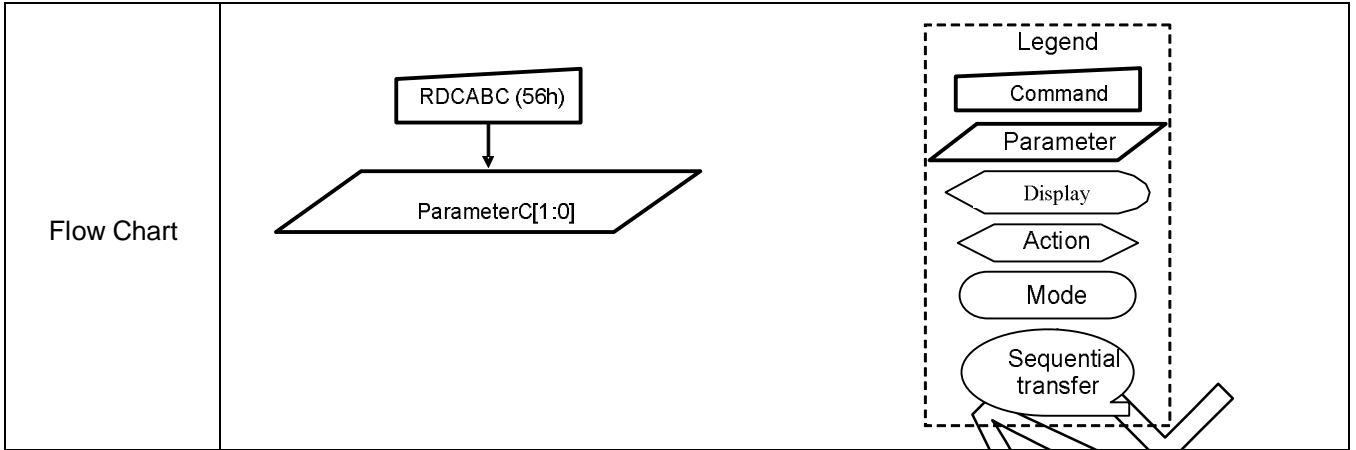 Flow Chart
RDCABC (56h)
ParameterC[1:0]
Legend
Command
Parameter
Display
Action
Mode
Sequential
transfer